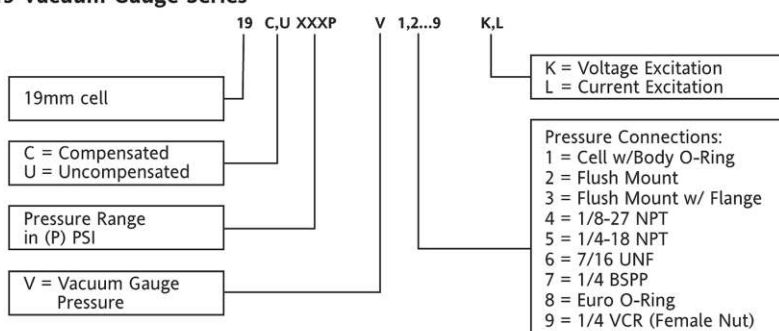 Vacuum Gauge Series
19 C,U XXXP V 1,2...9 K,L
19mm cell
C = Compensated
U = Uncompensated
Pressure Range
in (P) PSI
V = Vacuum Gauge
Pressure
K = Voltage Excitation
L = Current Excitation
Pressure Connections:
1 = Cell w/Body O-Ring
2 = Flush Mount
3 = Flush Mount w/ Flange
4 = 1/8-27 NPT
5 = 1/4-18 NPT
6 = 7/16 UNF
7 = 1/4 BSPP
8 = Euro O-Ring
9 = 1/4 VCR (Female Nut)